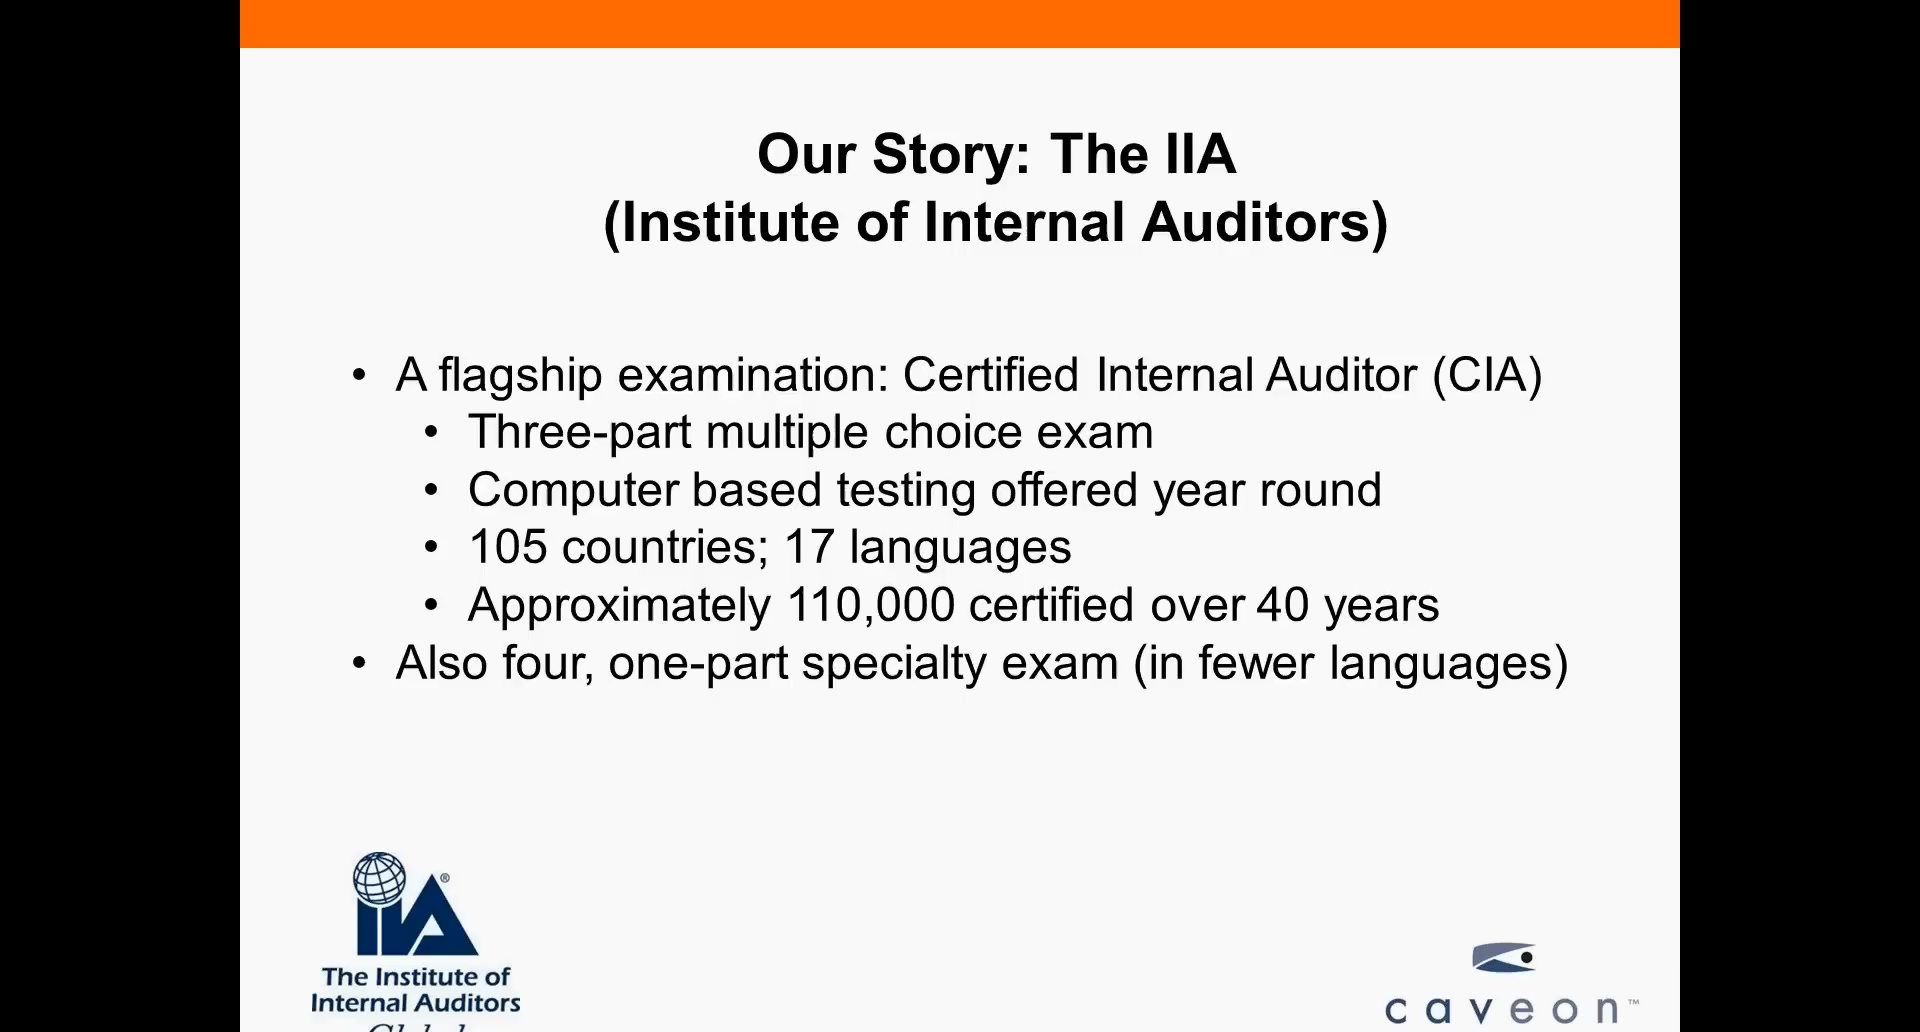 Our Story: The IIA
(Institute of Internal Auditors)
• A flagship examination: Certified Internal Auditor (CIA)
• Three-part multiple choice exam
• Computer based testing offered year round
• 105 countries; 17 languages
• Approximately 110,000 certified over 40 years
• Also four, one-part specialty exam (in fewer languages)
IIA®
The Institute of
Internal Auditors
caveon™